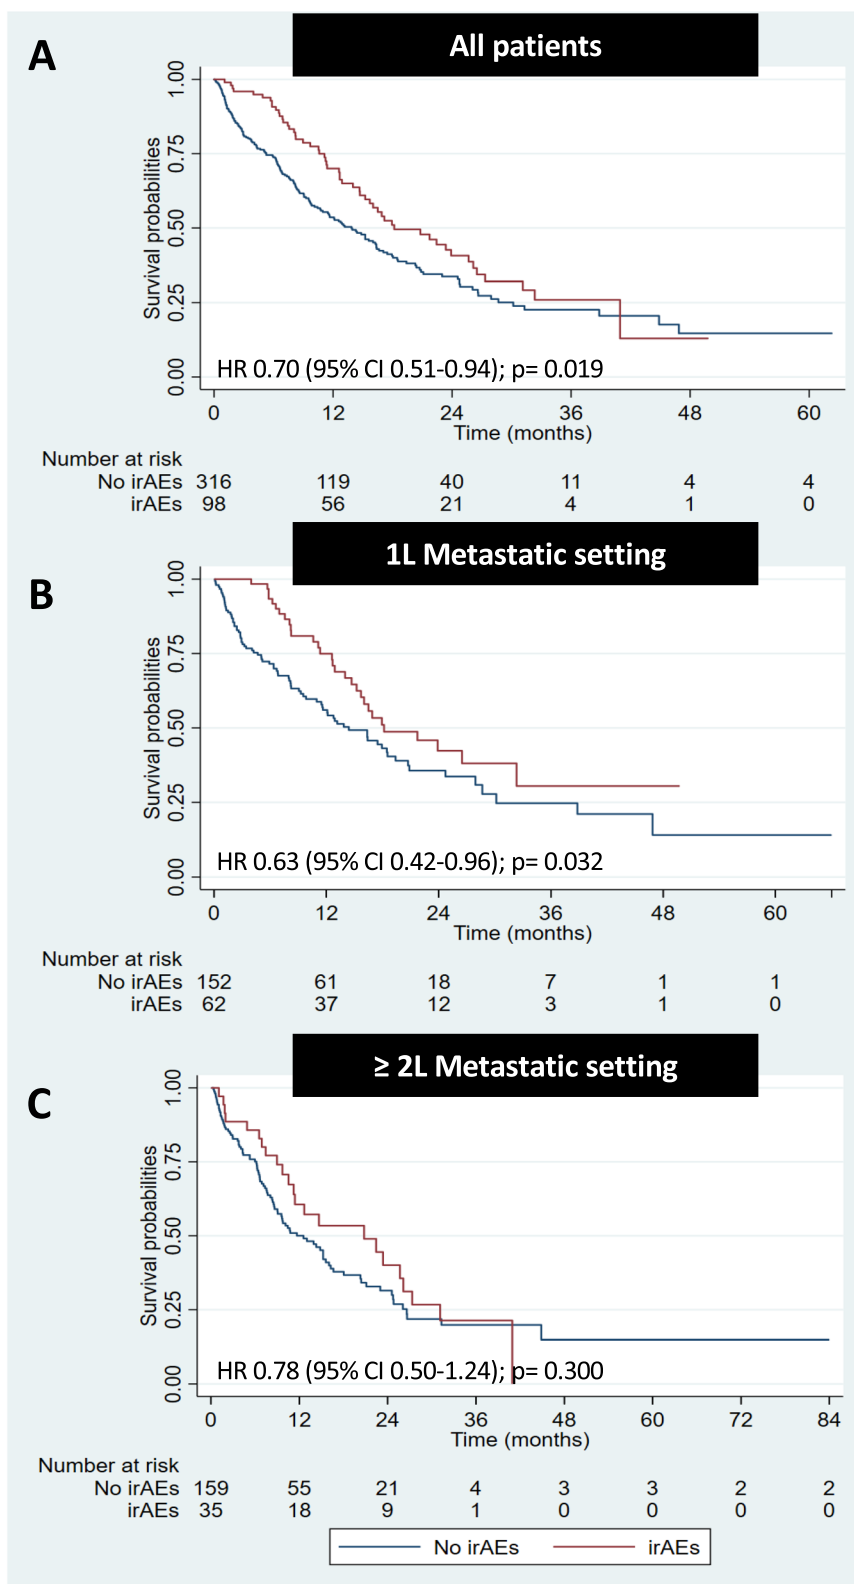 A
All patients
Survival probabilities
1.00
0.75
0.50
0.25
0.00
HR 0.70 (95% CI 0.51-0.94); p= 0.019
0 12 24 36 48 60
Time (months)
Number at risk
No irAEs 316 119 40 11 4 4
irAEs 98 56 21 4 1 0
B
1L Metastatic setting
Survival probabilities
1.00
0.75
0.50
0.25
0.00
HR 0.63 (95% CI 0.42-0.96); p= 0.032
0 12 24 36 48 60
Time (months)
Number at risk
No irAEs 152 61 18 7 1 1
irAEs 62 37 12 3 1 0
C
≥ 2L Metastatic setting
Survival probabilities
1.00
0.75
0.50
0.25
0.00
HR 0.78 (95% CI 0.50-1.24); p= 0.300
0 12 24 36 48 60 72 84
Time (months)
Number at risk
No irAEs 159 55 21 4 3 3 2 2
irAEs 35 18 9 1 0 0 0 0
No irAEs irAEs